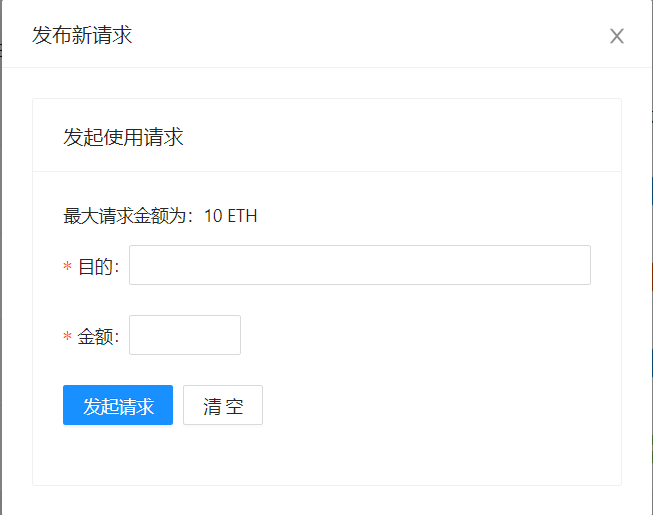 发布新请求
发起使用请求
最大请求金额为：10 ETH
* 目的：
* 金额：
发起请求 清 空